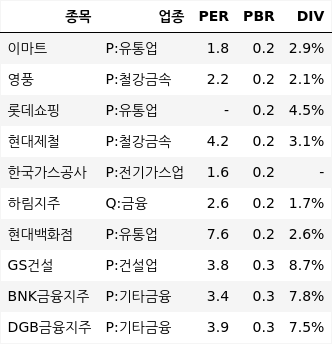 종목 업종 PER PBR DIV
이마트 P:유통업 1.8 0.2 2.9%
영풍 P:철강금속 2.2 0.2 2.1%
롯데쇼핑 P:유통업 - 0.2 4.5%
현대제철 P:철강금속 4.2 0.2 3.1%
한국가스공사 P:전기가스업 1.6 0.2 -
하림지주 Q:금융 2.6 0.2 1.7%
현대백화점 P:유통업 7.6 0.2 2.6%
GS건설 P:건설업 3.8 0.3 8.7%
BNK금융지주 P:기타금융 3.4 0.3 7.8%
DGB금융지주 P:기타금융 3.9 0.3 7.5%